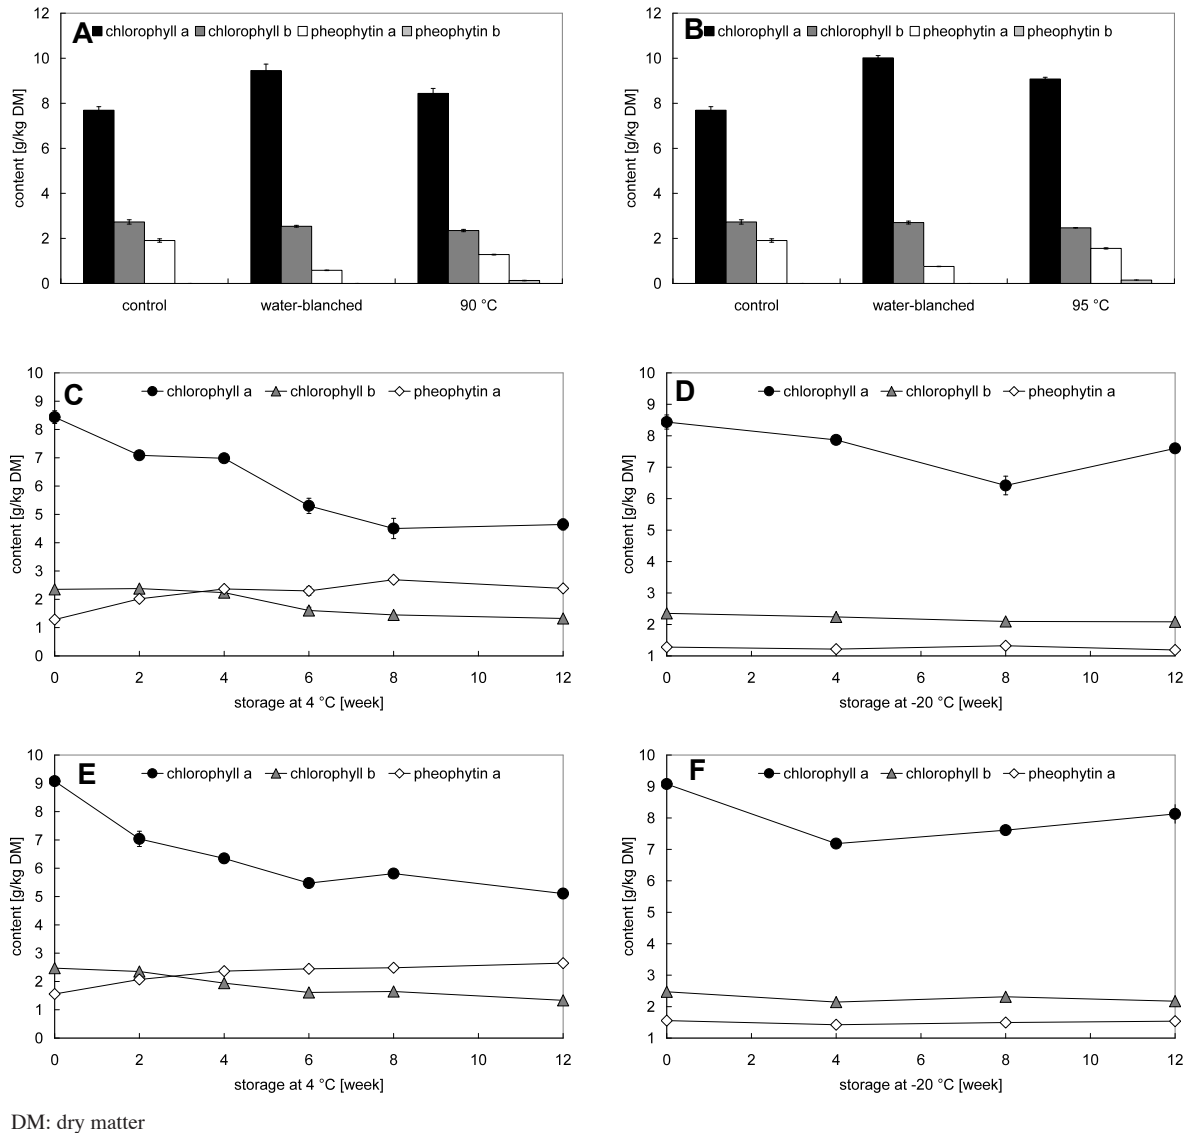 A chlorophyll a chlorophyll b pheophytin a pheophytin b
content [g/kg DM]
12
10
8
6
4
2
0
control water-blanched 90 °C
B chlorophyll a chlorophyll b pheophytin a pheophytin b
content [g/kg DM]
12
10
8
6
4
2
0
control water-blanched 95 °C
C chlorophyll a chlorophyll b pheophytin a
content [g/kg DM]
10
9
8
7
6
5
4
3
2
1
0
0 2 4 6 8 10 12
storage at 4 °C [week]
D chlorophyll a chlorophyll b pheophytin a
content [g/kg DM]
10
9
8
7
6
5
4
3
2
1
0 2 4 6 8 10 12
storage at -20 °C [week]
E chlorophyll a chlorophyll b pheophytin a
content [g/kg DM]
10
9
8
7
6
5
4
3
2
1
0
0 2 4 6 8 10 12
storage at 4 °C [week]
F chlorophyll a chlorophyll b pheophytin a
content [g/kg DM]
10
9
8
7
6
5
4
3
2
1
0 2 4 6 8 10 12
storage at -20 °C [week]
DM: dry matter